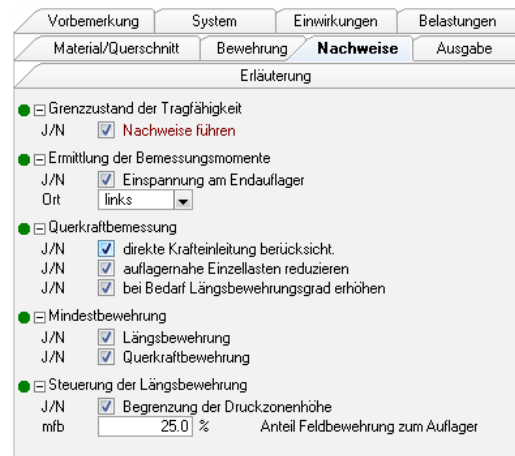 Vorbemerkung System Einwirkungen Belastungen
Material/Querschnitt Bewehrung Nachweise Ausgabe
Erläuterung
Grenzzustand der Tragfähigkeit
J/N Nachweise führen
Ermittlung der Bemessungsmomente
J/N Einspannung am Endauflager
Ort links
Querkraftbemessung
J/N direkte Krafteinleitung berücksicht.
J/N auflagernahe Einzellasten reduzieren
J/N bei Bedarf Längsbewehrungsgrad erhöhen
Mindestbewehrung
J/N Längsbewehrung
J/N Querkraftbewehrung
Steuerung der Längsbewehrung
J/N Begrenzung der Druckzonenhöhe
mfb 25.0 % Anteil Feldbewehrung zum Auflager